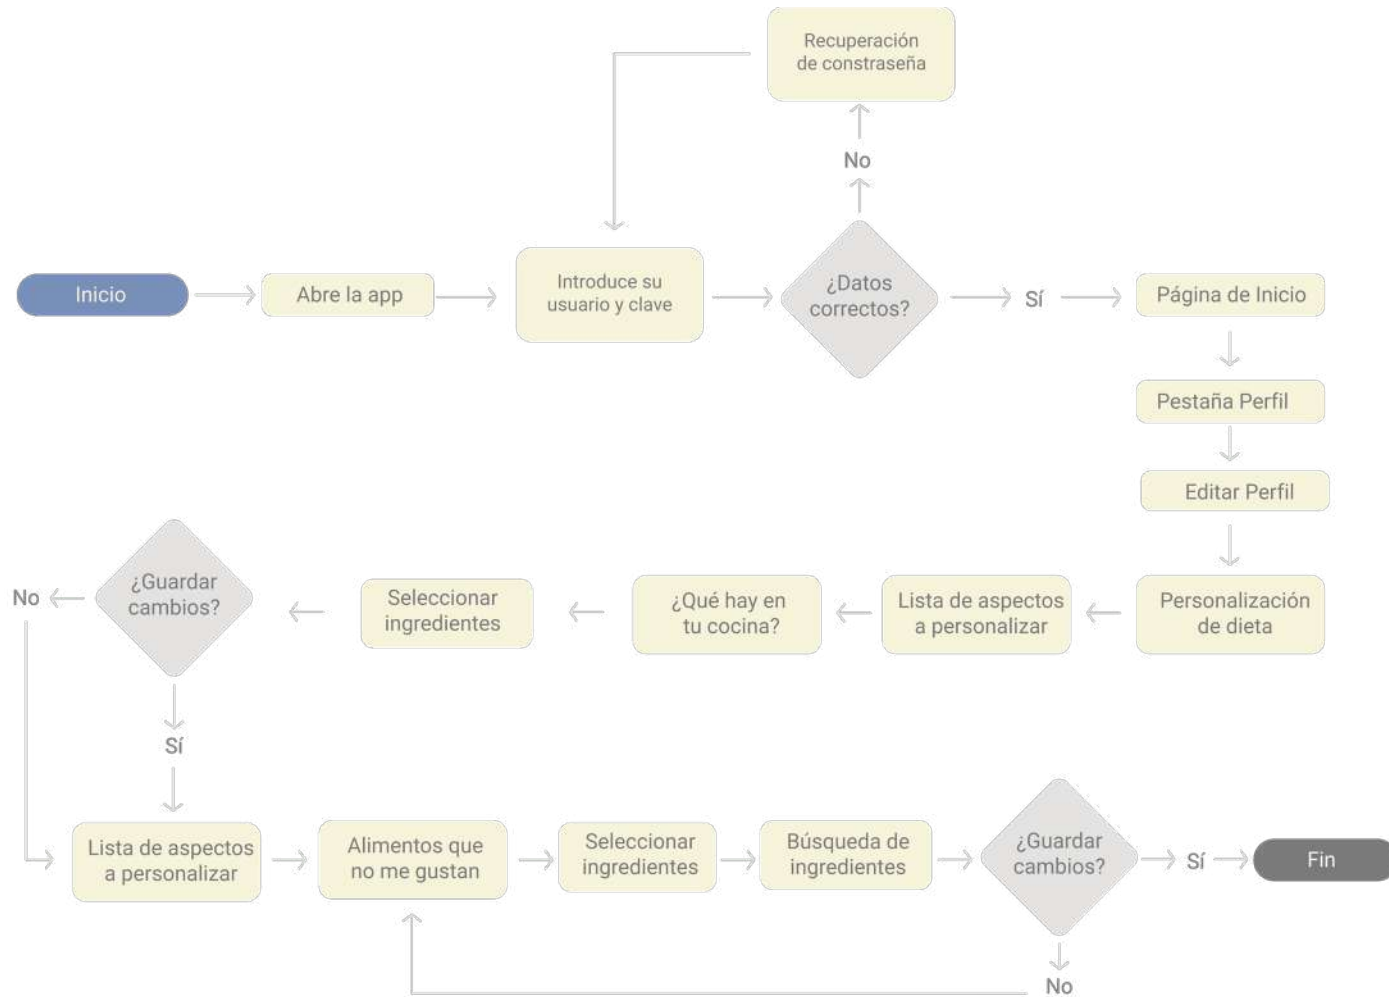 Recuperación
de constraseña
No
Inicio
Abre la app
Introduce su
usuario y clave
¿Datos
correctos?
Sí
Página de Inicio
Pestaña Perfil
Editar Perfil
Personalización
de dieta
Lista de aspectos
a personalizar
¿Qué hay en
tu cocina?
Seleccionar
ingredientes
¿Guardar
cambios?
No
Sí
Lista de aspectos
a personalizar
Alimentos que
no me gustan
Seleccionar
ingredientes
Búsqueda de
ingredientes
¿Guardar
cambios?
Sí
Fin
No